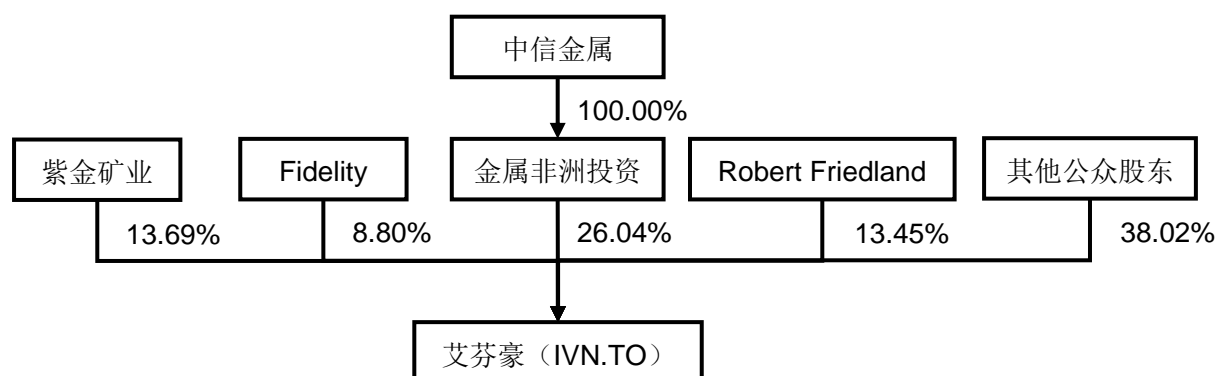 中信金属
100.00%
紫金矿业
Fidelity
金属非洲投资
Robert Friedland
其他公众股东
13.69%
8.80%
26.04%
13.45%
38.02%
艾芬豪（IVN.TO）